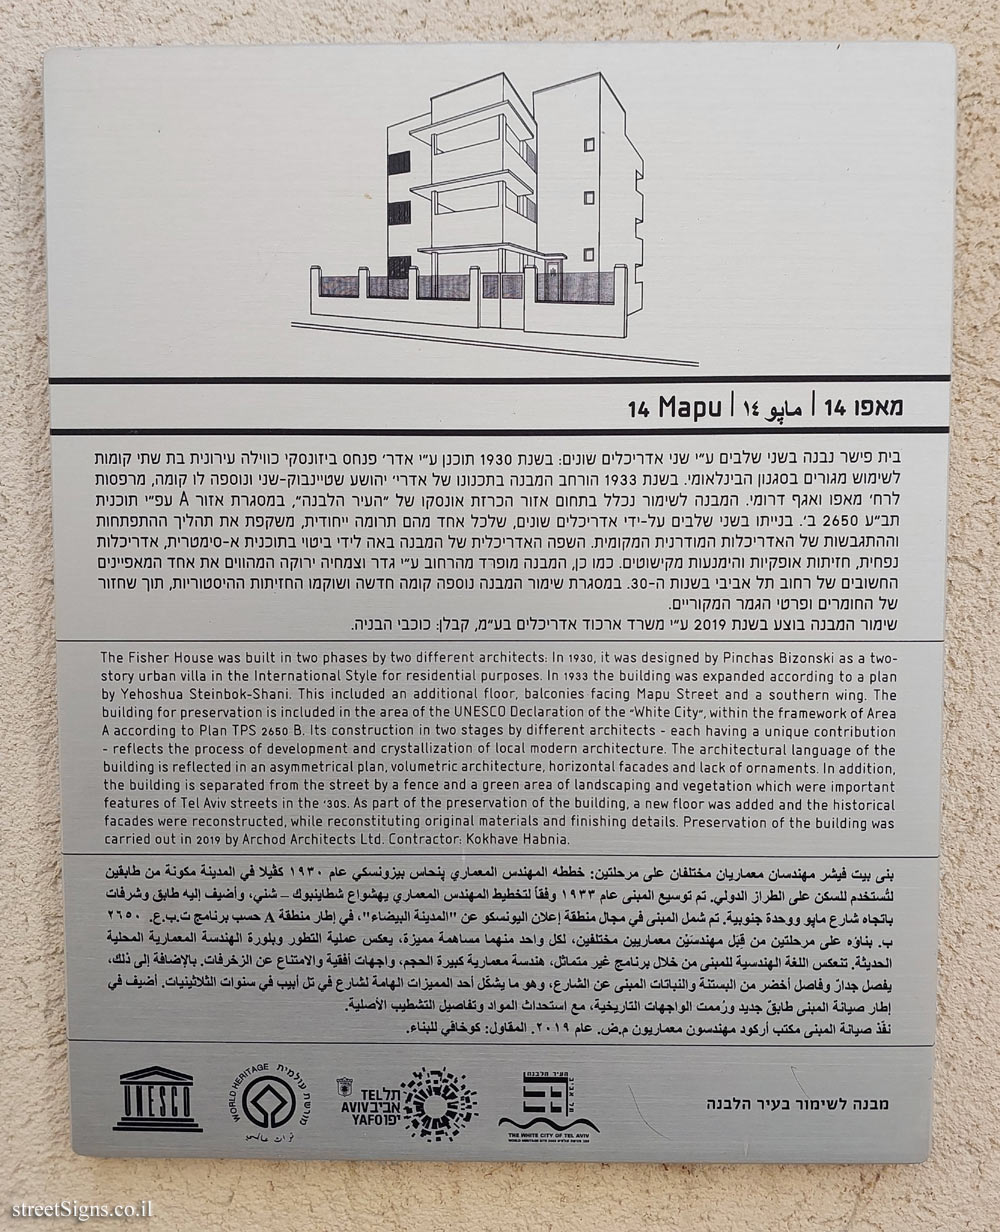 מאפו 14 | ماپو ١٤ | 14 Mapu
בית פישר נבנה בשני שלבים ע״י שני אדריכלים שונים: בשנת 1930 תוכנן ע״י אדר׳ פנחס ביזונסקי כווילה עירונית בת שתי קומות
לשימוש מגורים בסגנון הבינלאומי. בשנת 1933 הורחב המבנה בתכנונו של אדרי׳ יהושע שטיינבוק-שני ונוספה לו קומה, מרפסות
לרח׳ מאפו ואגף דרומי. המבנה לשימור נכלל בתחום אזור הכרזת אונסקו של ״העיר הלבנה״, במסגרת אזור A עפ״י תוכנית
תב״ע 2650 ב׳. בנייתו בשני שלבים על-ידי אדריכלים שונים, שלכל אחד מהם תרומה ייחודית, משקפת את תהליך ההתפתחות
וההתגבשות של האדריכלות המודרנית המקומית. השפה האדריכלית של המבנה באה לידי ביטוי בתוכנית א-סימטרית, אדריכלות
נפחית, חזיתות אופקיות והימנעות מקישוטים. כמו כן, המבנה מופרד מהרחוב ע״י גדר וצמחיה ירוקה המהווים את אחד המאפיינים
החשובים של רחוב תל אביבי בשנות ה-30. במסגרת שימור המבנה נוספה קומה חדשה ושוקמו החזיתות ההיסטוריות, תוך שחזור
של החומרים ופרטי הגמר המקוריים.
שימור המבנה בוצע בשנת 2019 ע״י משרד ארכוד אדריכלים בע״מ, קבלן: כוכבי הבניה.
The Fisher House was built in two phases by two different architects: In 1930, it was designed by Pinchas Bizonski as a two-
story urban villa in the International Style for residential purposes. In 1933 the building was expanded according to a plan
by Yehoshua Steinbok-Shani. This included an additional floor, balconies facing Mapu Street and a southern wing. The
building for preservation is included in the area of the UNESCO Declaration of the "White City", within the framework of Area
A according to Plan TPS 2650 B. Its construction in two stages by different architects - each having a unique contribution
- reflects the process of development and crystallization of local modern architecture. The architectural language of the
building is reflected in an asymmetrical plan, volumetric architecture, horizontal facades and lack of ornaments. In addition,
the building is separated from the street by a fence and a green area of landscaping and vegetation which were important
features of Tel Aviv streets in the '30s. As part of the preservation of the building, a new floor was added and the historical
facades were reconstructed, while reconstituting original materials and finishing details. Preservation of the building was
carried out in 2019 by Archod Architects Ltd. Contractor: Kokhave Habnia.
بنى بيت فيشر مهندسان معماريان مختلفان على مرحلتين: خططه المهندس المعماري پنحاس بيزونسكي عام ١٩٣٠ كڤيلا في المدينة مكونة من طابقين
لتُستخدم للسكن على الطراز الدولي. تم توسيع المبنى عام ١٩٣٣ وفقاً لتخطيط المهندس المعماري يهشواع شطاينبوك – شني، وأضيف إليه طابق وشرفات
باتجاه شارع ماپو ووحدة جنوبية. تم شمل المبنى في مجال منطقة إعلان اليونسكو عن "المدينة البيضاء"، في إطار منطقة A حسب برنامج ت.ب.ع. ٢٦٥٠
ب. بناؤه على مرحلتين من قِبَل مهندسَيْن معماريين مختلفين، لكل واحد منهما مساهمة مميزة، يعكس عملية التطور وبلورة الهندسة المعمارية المحلية
الحديثة. تنعكس اللغة الهندسية للمبنى من خلال برنامج غير متماثل، هندسة معمارية كبيرة الحجم، واجهات أفقية والامتناع عن الزخرفات. بالإضافة إلى ذلك،
يفصل جدارٌ وفاصل أخضر من البستنة والنباتات المبنى عن الشارع، وهو ما يشكّل أحد المميزات الهامة لشارع في تل أبيب في سنوات الثلاثينيات. أضيف في
إطار صيانة المبنى طابقٌ جديد ورُممت الواجهات التاريخية، مع استحداث المواد وتفاصيل التشطيب الأصلية.
نفّذ صيانة المبنى مكتب أركود مهندسون معماريون م.ض. عام ٢٠١٩. المقاول: كوخافي للبناء.
UNESCO
WORLD HERITAGE
מורשת עולמית
تراث عالمي
TEL
AVIV
YAFO
תל
אביב
יפו
העיר הלבנה
תל אביב
THE WHITE CITY OF TEL AVIV
מבנה לשימור בעיר הלבנה
streetSigns.co.il